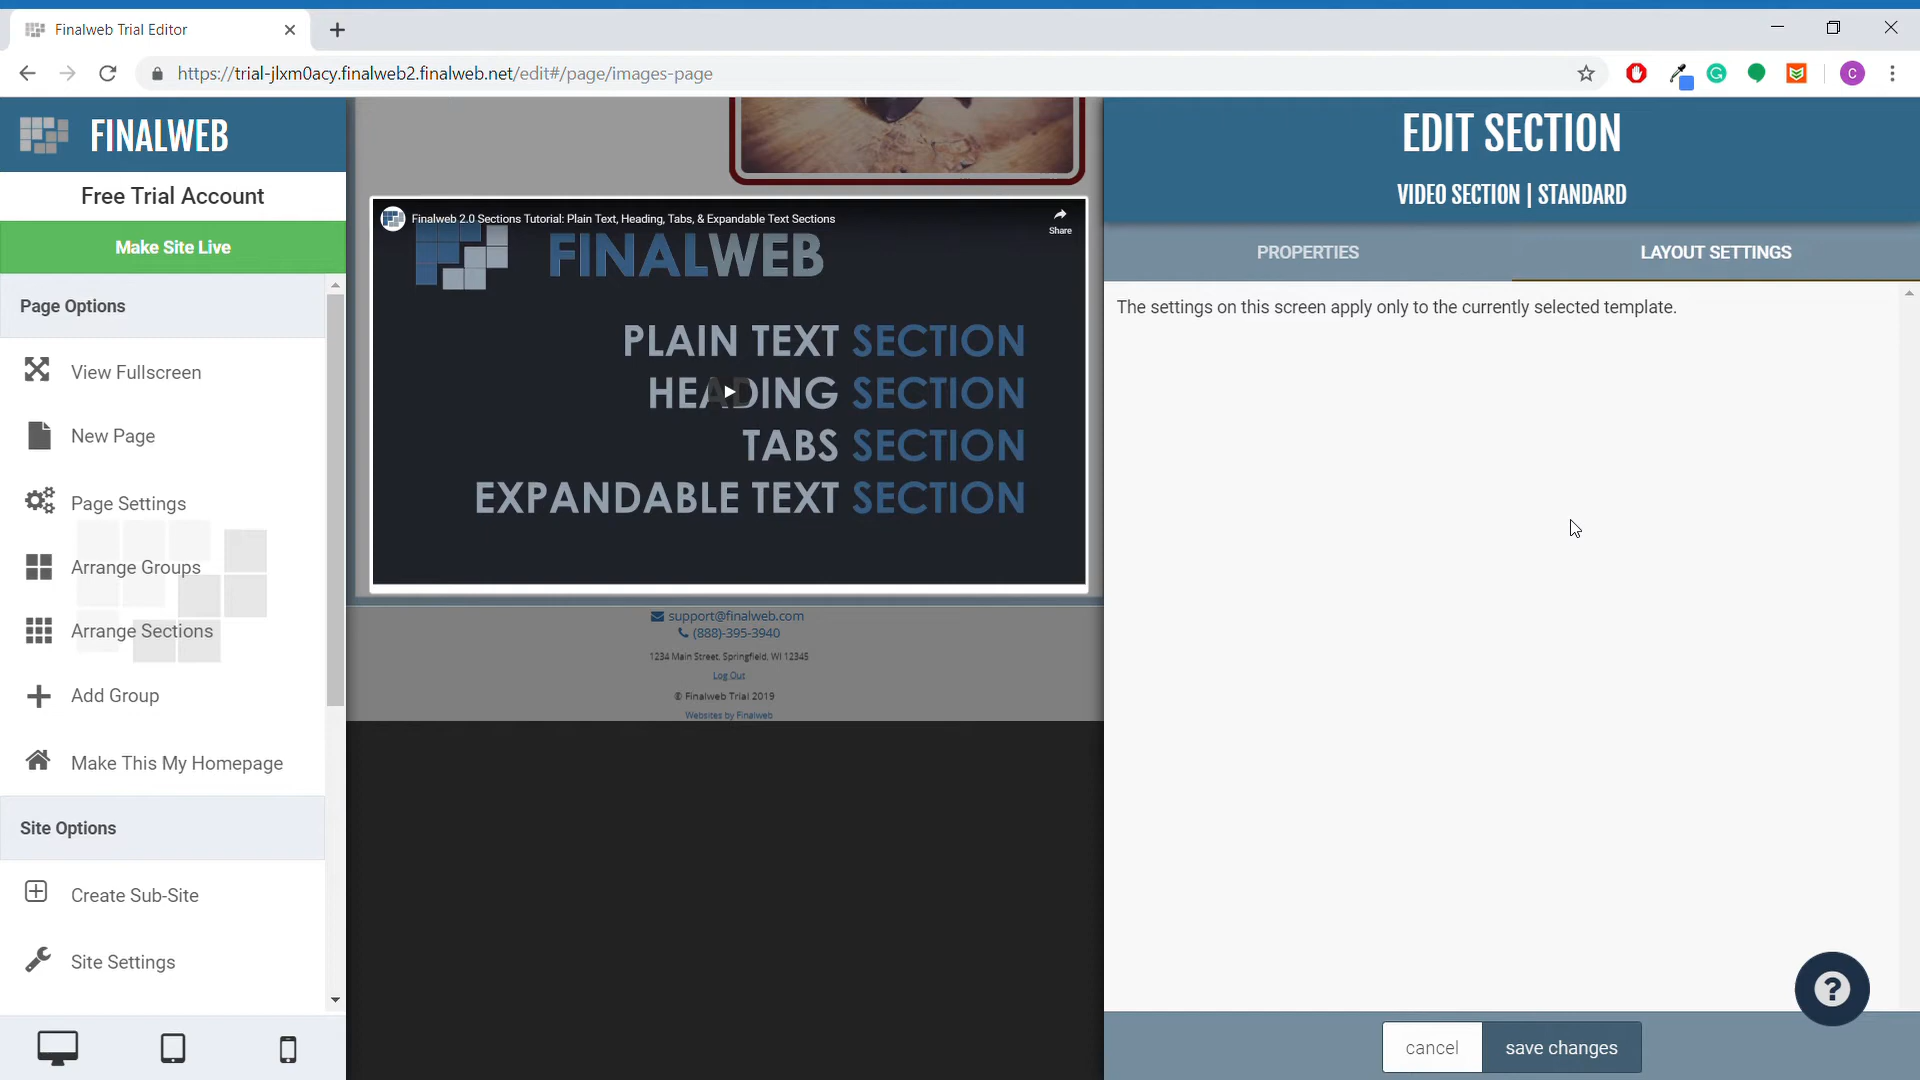 Finalweb Trial Editor
https://trial-jlxm0acy.finalweb2.finalweb.net/edit#/page/images-page
C
FINALWEB
Free Trial Account
Make Site Live
Page Options
View Fullscreen
New Page
Page Settings
Arrange Groups
Arrange Sections
Add Group
Make This My Homepage
Site Options
Create Sub-Site
Site Settings
Finalweb 2.0 Sections Tutorial: Plain Text, Heading, Tabs, & Expandable Text Sections
Share
FINALWEB
PLAIN TEXT SECTION
HEADING SECTION
TABS SECTION
EXPANDABLE TEXT SECTION
support@finalweb.com
(888)-395-3940
1234 Main Street, Springfield, WI 12345
Log Out
© Finalweb Trial 2019
Websites by Finalweb
EDIT SECTION
VIDEO SECTION | STANDARD
PROPERTIES LAYOUT SETTINGS
The settings on this screen apply only to the currently selected template.
?
cancel save changes